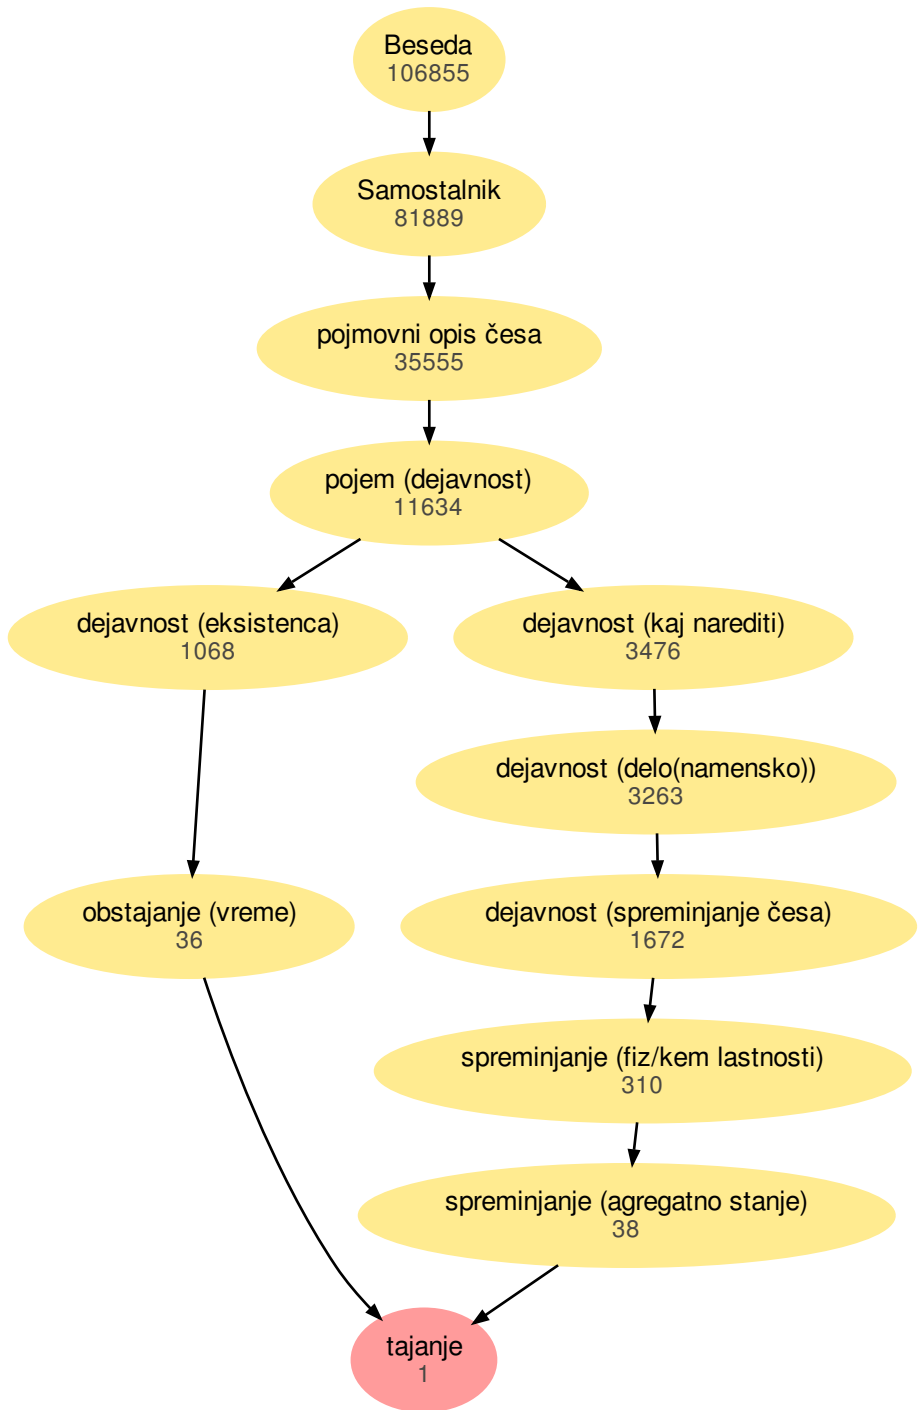 Beseda
106855
Samostalnik
81889
pojmovni opis česa
35555
pojem (dejavnost)
11634
dejavnost (eksistenca)
1068
dejavnost (kaj narediti)
3476
dejavnost (delo(namensko))
3263
obstajanje (vreme)
36
dejavnost (spreminjanje česa)
1672
spreminjanje (fiz/kem lastnosti)
310
spreminjanje (agregatno stanje)
38
tajanje
1